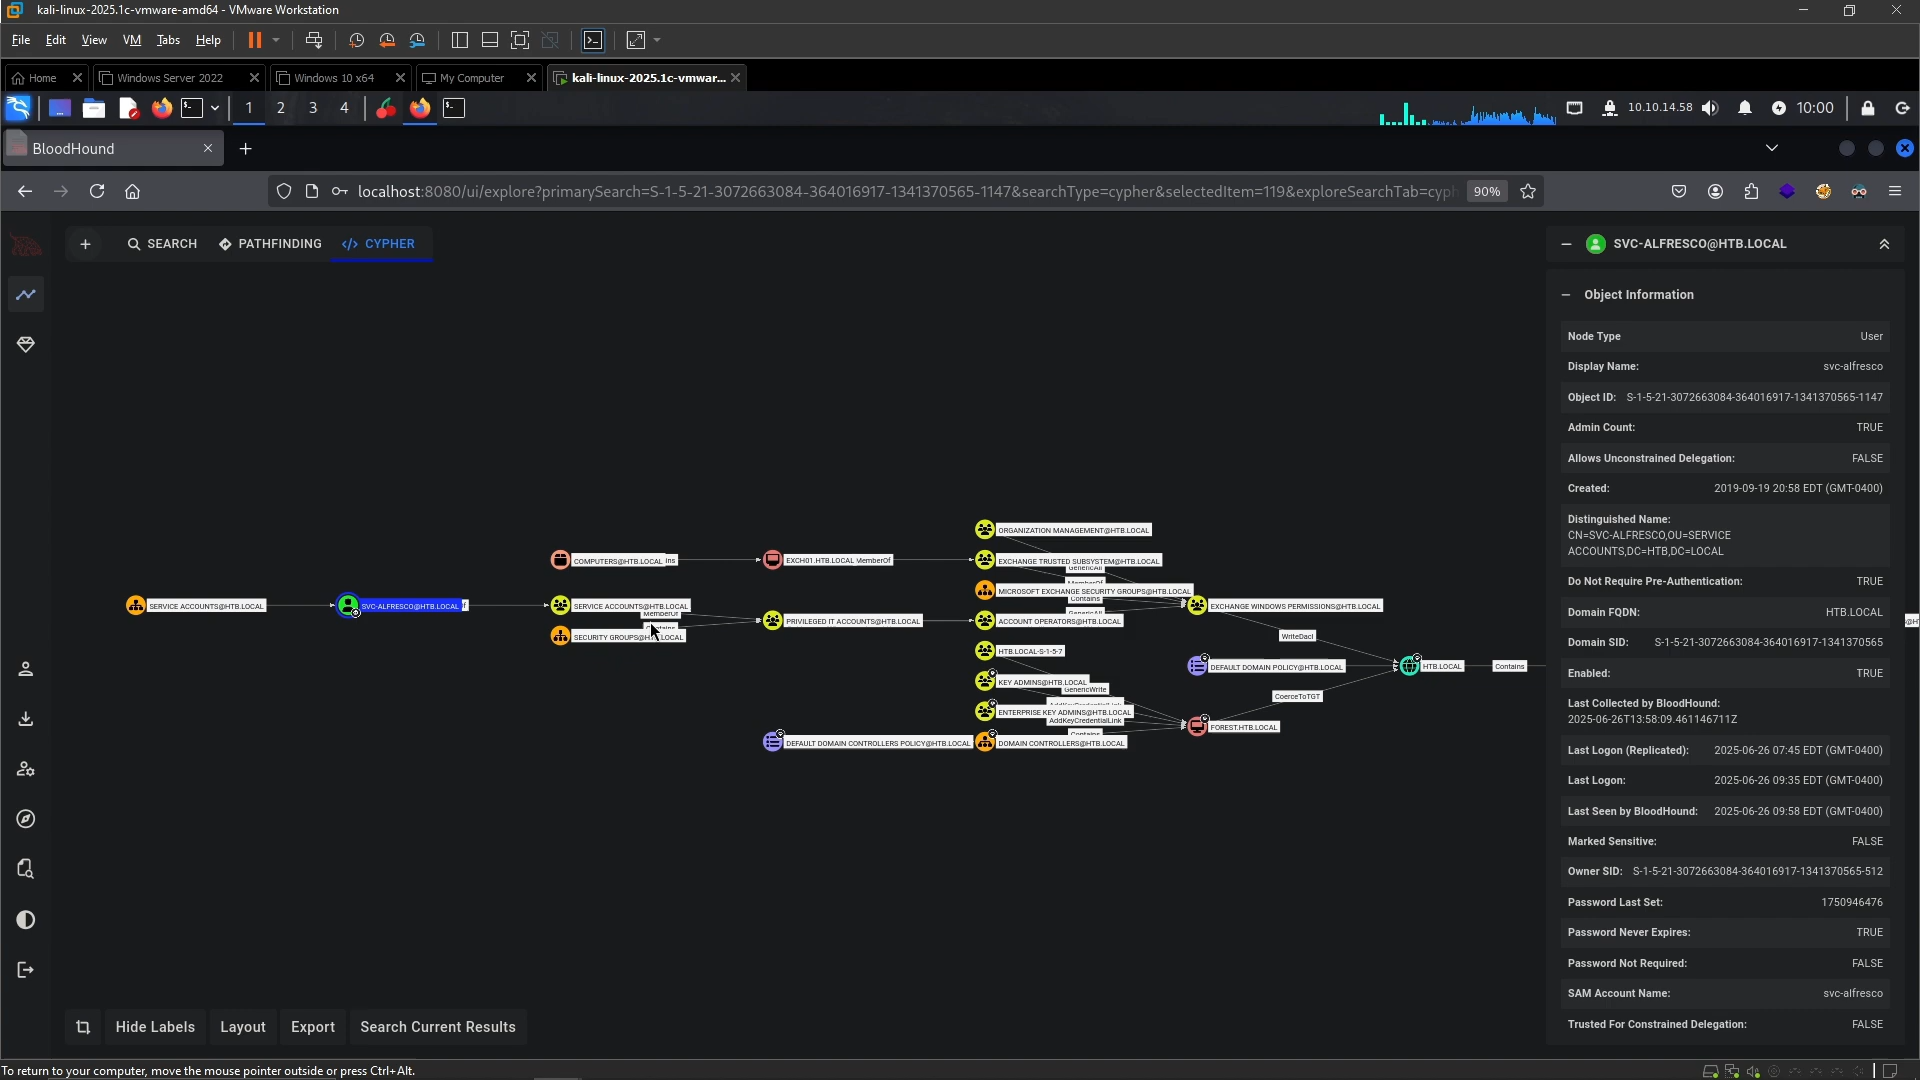 kali-linux-2025.1c-vmware-amd64 - VMware Workstation
File Edit View VM Tabs Help
Home Windows Server 2022 Windows 10 x64 My Computer kali-linux-2025.1c-vmwar...
1 2 3 4 10.10.14.58 10:00
BloodHound
localhost:8080/ui/explore?primarySearch=S-1-5-21-3072663084-364016917-1341370565-1147&searchType=cypher&selectedItem=119&exploreSearchTab=cyph 90%
SEARCH PATHFINDING CYPHER
SERVICE ACCOUNTS@HTB.LOCAL
SVC-ALFRESCO@HTB.LOCAL
COMPUTERS@HTB.LOCAL
SERVICE ACCOUNTS@HTB.LOCAL
MemberOf
SECURITY GROUPS@HTB.LOCAL
EXCH01.HTB.LOCAL MemberOf
PRIVILEGED IT ACCOUNTS@HTB.LOCAL
DEFAULT DOMAIN CONTROLLERS POLICY@HTB.LOCAL
ORGANIZATION MANAGEMENT@HTB.LOCAL
EXCHANGE TRUSTED SUBSYSTEM@HTB.LOCAL
GenericAll
MemberOf
MICROSOFT EXCHANGE SECURITY GROUPS@HTB.LOCAL
Contains
GenericAll
ACCOUNT OPERATORS@HTB.LOCAL
HTB.LOCAL-S-1-5-7
KEY ADMINS@HTB.LOCAL
GenericWrite
AddKeyCredentialLink
ENTERPRISE KEY ADMINS@HTB.LOCAL
AddKeyCredentialLink
Contains
DOMAIN CONTROLLERS@HTB.LOCAL
EXCHANGE WINDOWS PERMISSIONS@HTB.LOCAL
WriteDacl
DEFAULT DOMAIN POLICY@HTB.LOCAL
CoerceToTGT
FOREST.HTB.LOCAL
HTB.LOCAL
Contains
SVC-ALFRESCO@HTB.LOCAL
Object Information
Node Type User
Display Name: svc-alfresco
Object ID: S-1-5-21-3072663084-364016917-1341370565-1147
Admin Count: TRUE
Allows Unconstrained Delegation: FALSE
Created: 2019-09-19 20:58 EDT (GMT-0400)
Distinguished Name:
CN=SVC-ALFRESCO,OU=SERVICE
ACCOUNTS,DC=HTB,DC=LOCAL
Do Not Require Pre-Authentication: TRUE
Domain FQDN: HTB.LOCAL
Domain SID: S-1-5-21-3072663084-364016917-1341370565
Enabled: TRUE
Last Collected by BloodHound:
2025-06-26T13:58:09.461146711Z
Last Logon (Replicated): 2025-06-26 07:45 EDT (GMT-0400)
Last Logon: 2025-06-26 09:35 EDT (GMT-0400)
Last Seen by BloodHound: 2025-06-26 09:58 EDT (GMT-0400)
Marked Sensitive: FALSE
Owner SID: S-1-5-21-3072663084-364016917-1341370565-512
Password Last Set: 1750946476
Password Never Expires: TRUE
Password Not Required: FALSE
SAM Account Name: svc-alfresco
Trusted For Constrained Delegation: FALSE
Hide Labels Layout Export Search Current Results
To return to your computer, move the mouse pointer outside or press Ctrl+Alt.